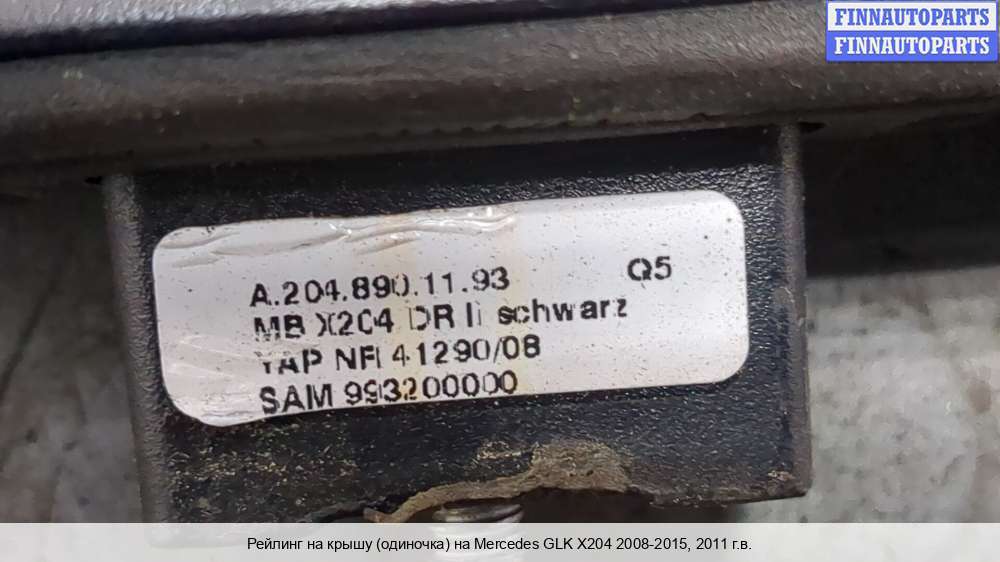 FINNAUTOPARTS
FINNAUTOPARTS
A.204.890.11.93 Q5
MB X204 DR li schwarz
YAP NR 41290/08
SAM 993200000
Рейлинг на крышу (одиночка) на Mercedes GLK X204 2008-2015, 2011 г.в.